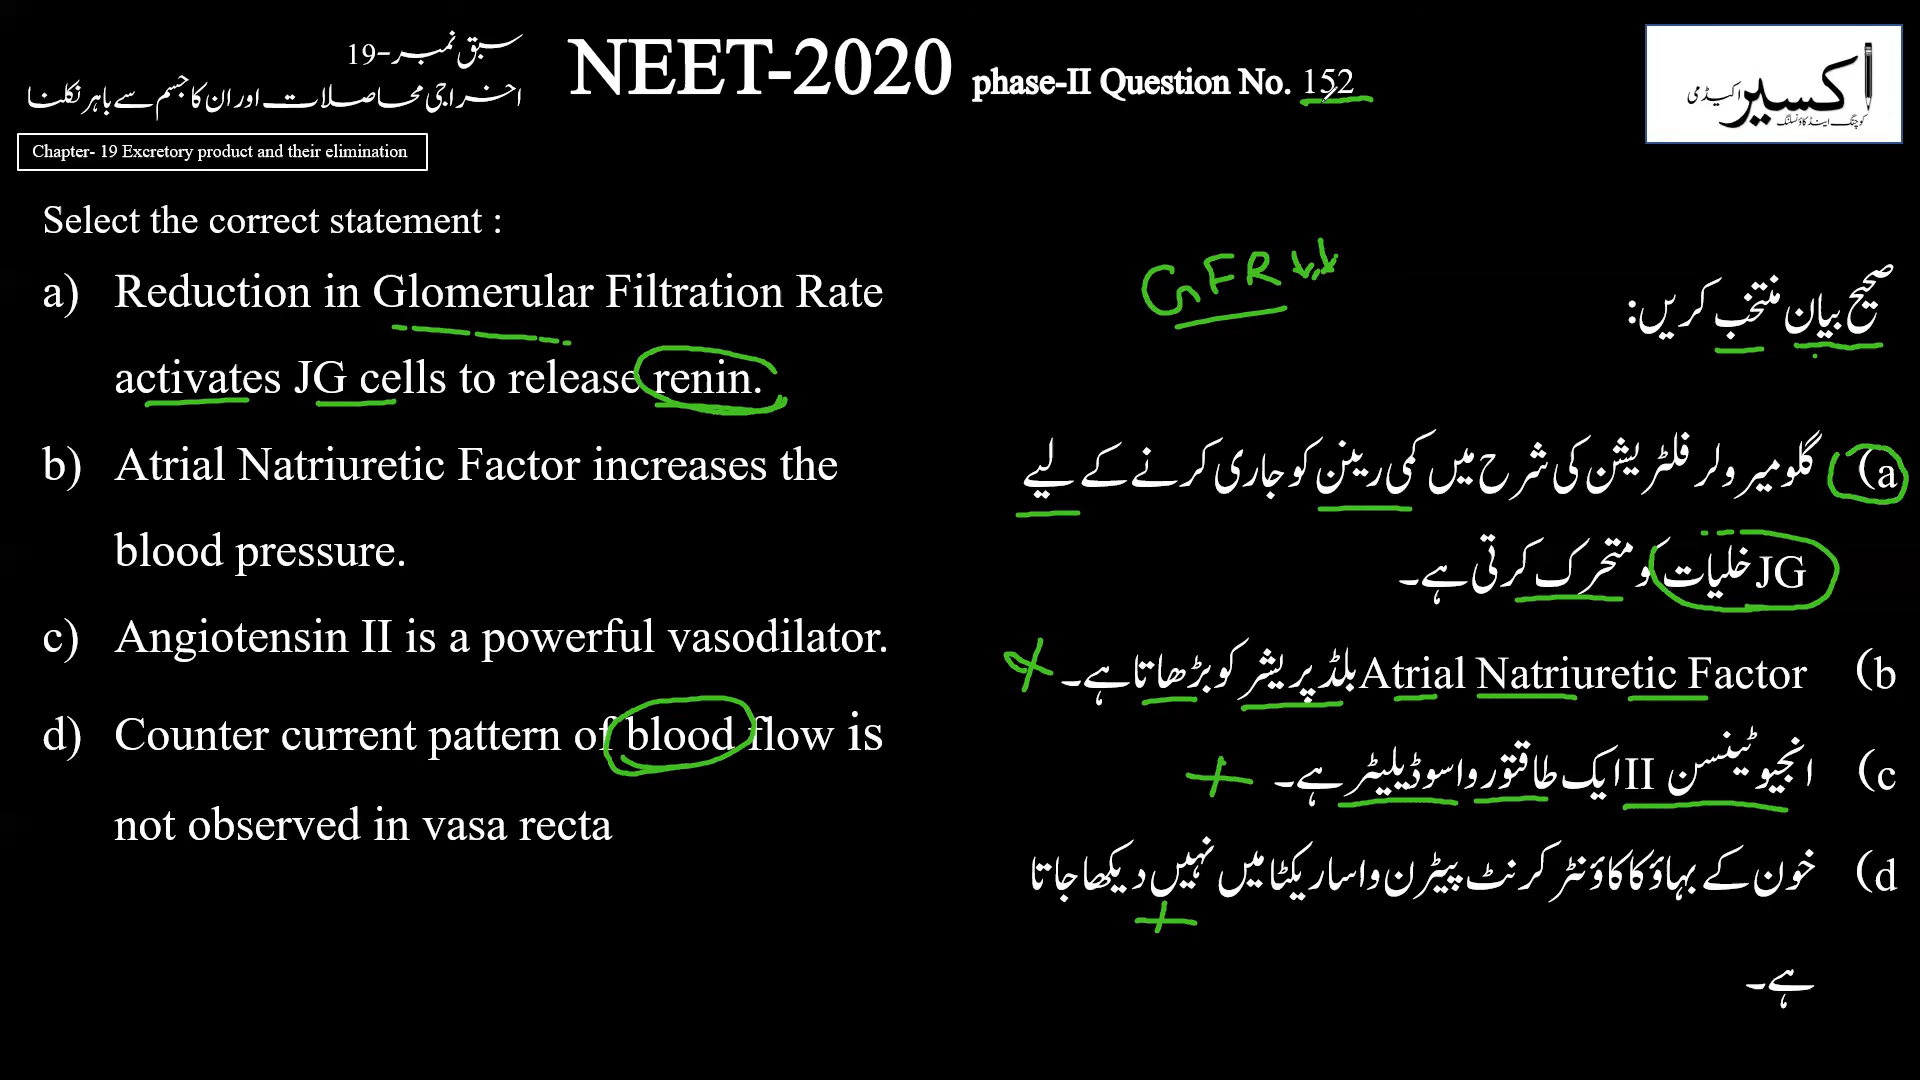 سبق نمبر-19
اخراجی محاصلات اور ان کا جسم سے باہر نکلنا
Chapter- 19 Excretory product and their elimination
NEET-2020 phase-II Question No. 152
اکسیر اکیڈمی
کوچنگ اینڈ کاؤنسلنگ
Select the correct statement :
a) Reduction in Glomerular Filtration Rate
activates JG cells to release renin.
b) Atrial Natriuretic Factor increases the
blood pressure.
c) Angiotensin II is a powerful vasodilator.
d) Counter current pattern of blood flow is
not observed in vasa recta
GFR↓↓
صحیح بیان منتخب کریں:
a) گلومیرولر فلٹریشن کی شرح میں کمی رینن کو جاری کرنے کے لیے
JG خلیات کو متحرک کرتی ہے۔
b) Atrial Natriuretic Factor بلڈ پریشر کو بڑھاتا ہے۔
c) انجیوٹینسن II ایک طاقتور واسوڈیلیٹر ہے۔
d) خون کے بہاؤ کا کاؤنٹر کرنٹ پیٹرن واسا ریکٹا میں نہیں دیکھا جاتا
ہے۔